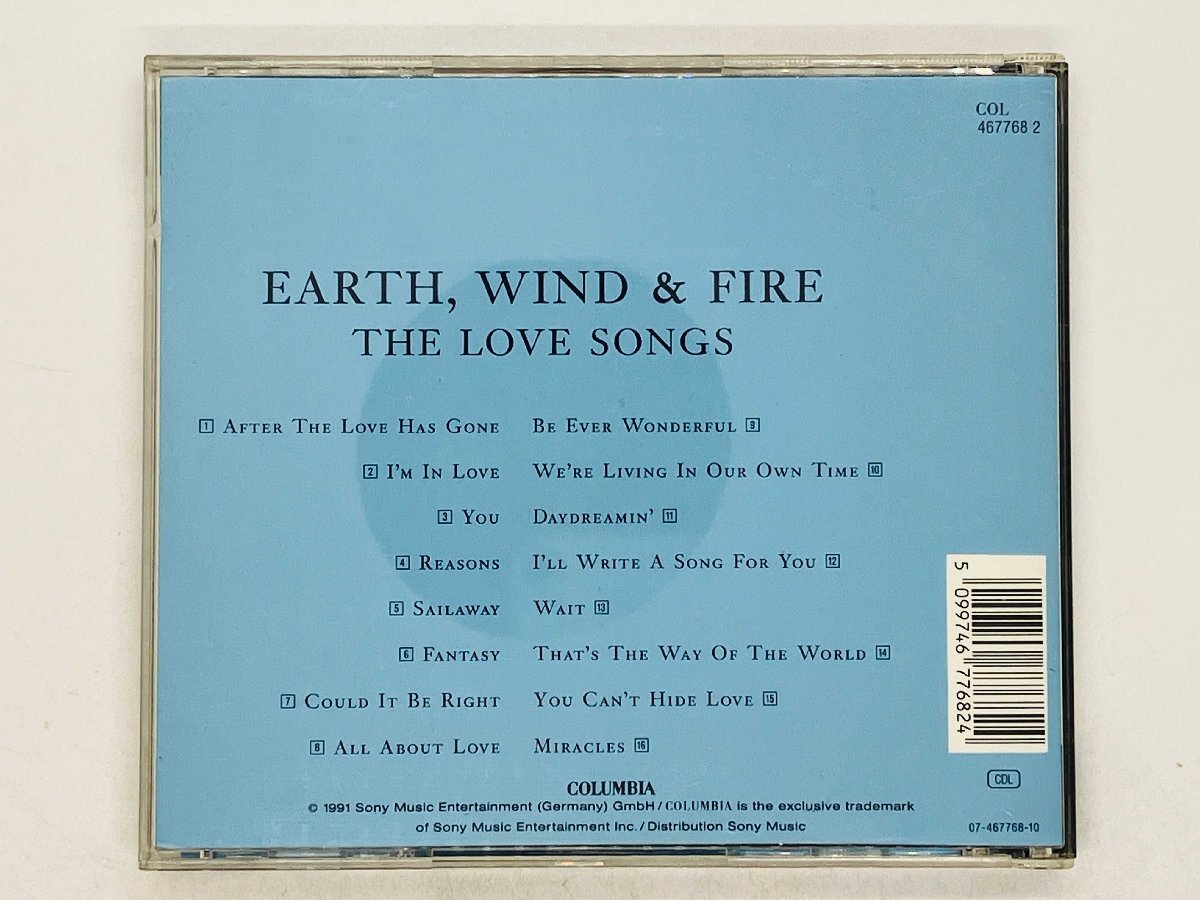 COL
467768 2
EARTH, WIND & FIRE
THE LOVE SONGS
1 AFTER THE LOVE HAS GONE
2 I'M IN LOVE
3 YOU
4 REASONS
5 SAILAWAY
6 FANTASY
7 COULD IT BE RIGHT
8 ALL ABOUT LOVE
BE EVER WONDERFUL 9
WE'RE LIVING IN OUR OWN TIME 10
DAYDREAMIN' 11
I'LL WRITE A SONG FOR YOU 12
WAIT 13
THAT'S THE WAY OF THE WORLD 14
YOU CAN'T HIDE LOVE 15
MIRACLES 16
5 099746 776824
CDL
COLUMBIA
© 1991 Sony Music Entertainment (Germany) GmbH / COLUMBIA is the exclusive trademark
of Sony Music Entertainment Inc. / Distribution Sony Music
07-467768-10